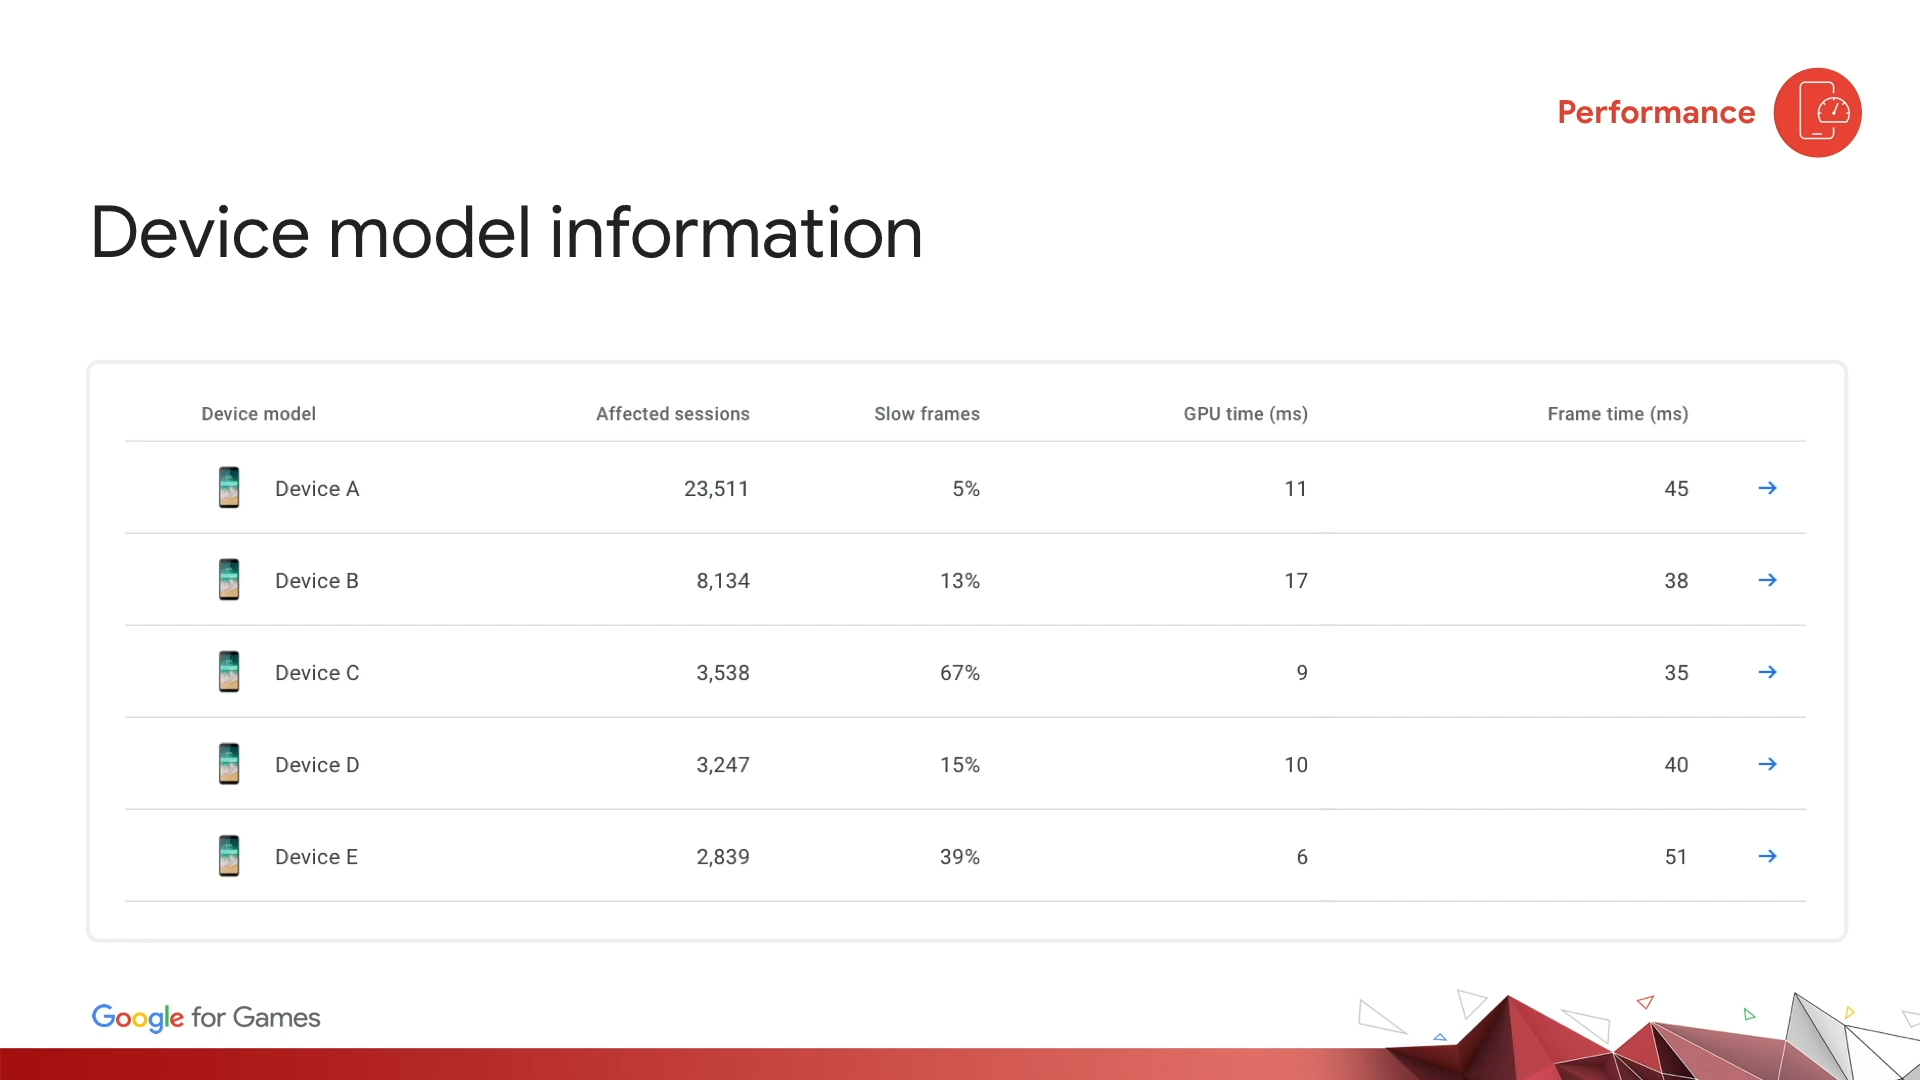 Performance
Device model information
Device model Affected sessions Slow frames GPU time (ms) Frame time (ms)
Device A 23,511 5% 11 45
Device B 8,134 13% 17 38
Device C 3,538 67% 9 35
Device D 3,247 15% 10 40
Device E 2,839 39% 6 51
Google for Games